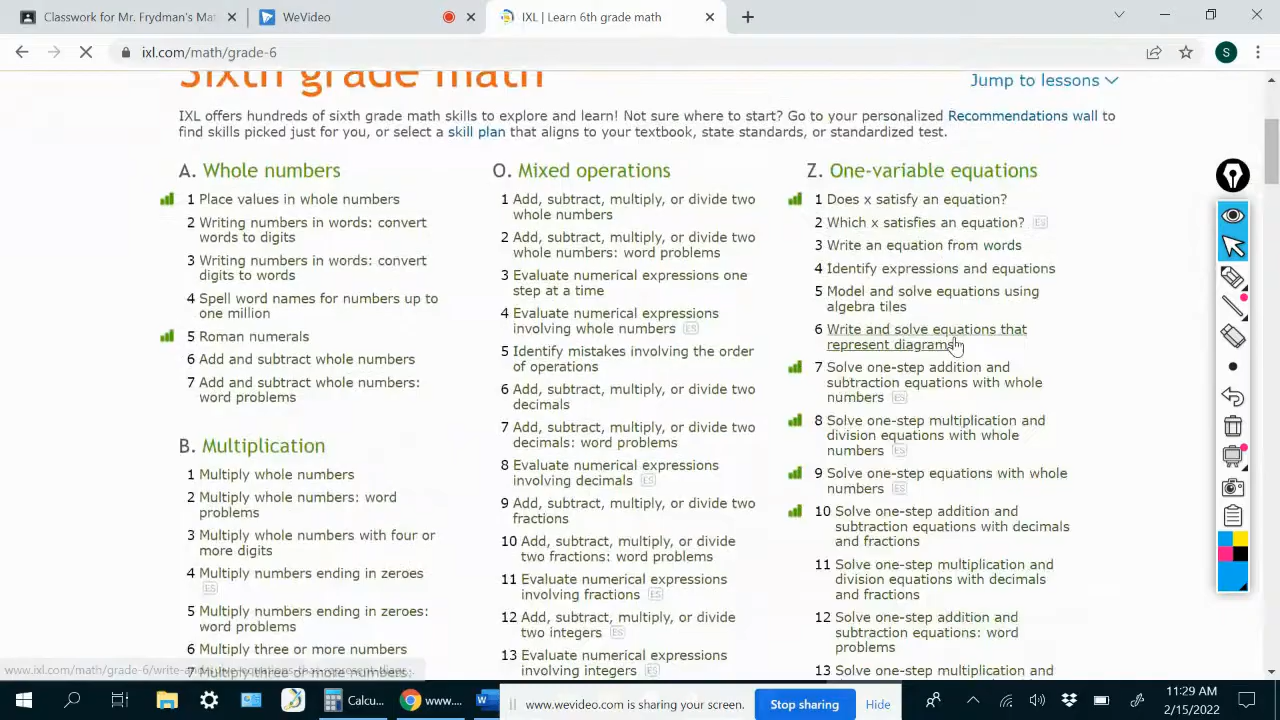 Classwork for Mr. Frydman's Mat
WeVideo
IXL | Learn 6th grade math
ixl.com/math/grade-6
S
Sixth grade math
Jump to lessons
IXL offers hundreds of sixth grade math skills to explore and learn! Not sure where to start? Go to your personalized Recommendations wall to
find skills picked just for you, or select a skill plan that aligns to your textbook, state standards, or standardized test.
A. Whole numbers
1 Place values in whole numbers
2 Writing numbers in words: convert
words to digits
3 Writing numbers in words: convert
digits to words
4 Spell word names for numbers up to
one million
5 Roman numerals
6 Add and subtract whole numbers
7 Add and subtract whole numbers:
word problems
B. Multiplication
1 Multiply whole numbers
2 Multiply whole numbers: word
problems
3 Multiply whole numbers with four or
more digits
4 Multiply numbers ending in zeroes
ES
5 Multiply numbers ending in zeroes:
word problems
6 Multiply three or more numbers
7 Multiply three or more numbers:
O. Mixed operations
1 Add, subtract, multiply, or divide two
whole numbers
2 Add, subtract, multiply, or divide two
whole numbers: word problems
3 Evaluate numerical expressions one
step at a time
4 Evaluate numerical expressions
involving whole numbers ES
5 Identify mistakes involving the order
of operations
6 Add, subtract, multiply, or divide two
decimals
7 Add, subtract, multiply, or divide two
decimals: word problems
8 Evaluate numerical expressions
involving decimals ES
9 Add, subtract, multiply, or divide two
fractions
10 Add, subtract, multiply, or divide
two fractions: word problems
11 Evaluate numerical expressions
involving fractions ES
12 Add, subtract, multiply, or divide
two integers ES
13 Evaluate numerical expressions
involving integers ES
Z. One-variable equations
1 Does x satisfy an equation?
2 Which x satisfies an equation? ES
3 Write an equation from words
4 Identify expressions and equations
5 Model and solve equations using
algebra tiles
6 Write and solve equations that
represent diagrams
7 Solve one-step addition and
subtraction equations with whole
numbers ES
8 Solve one-step multiplication and
division equations with whole
numbers ES
9 Solve one-step equations with whole
numbers ES
10 Solve one-step addition and
subtraction equations with decimals
and fractions
11 Solve one-step multiplication and
division equations with decimals
and fractions
12 Solve one-step addition and
subtraction equations: word
problems
13 Solve one-step multiplication and
Calcu...
www....
www.wevideo.com is sharing your screen.
Stop sharing
Hide
11:29 AM
2/15/2022